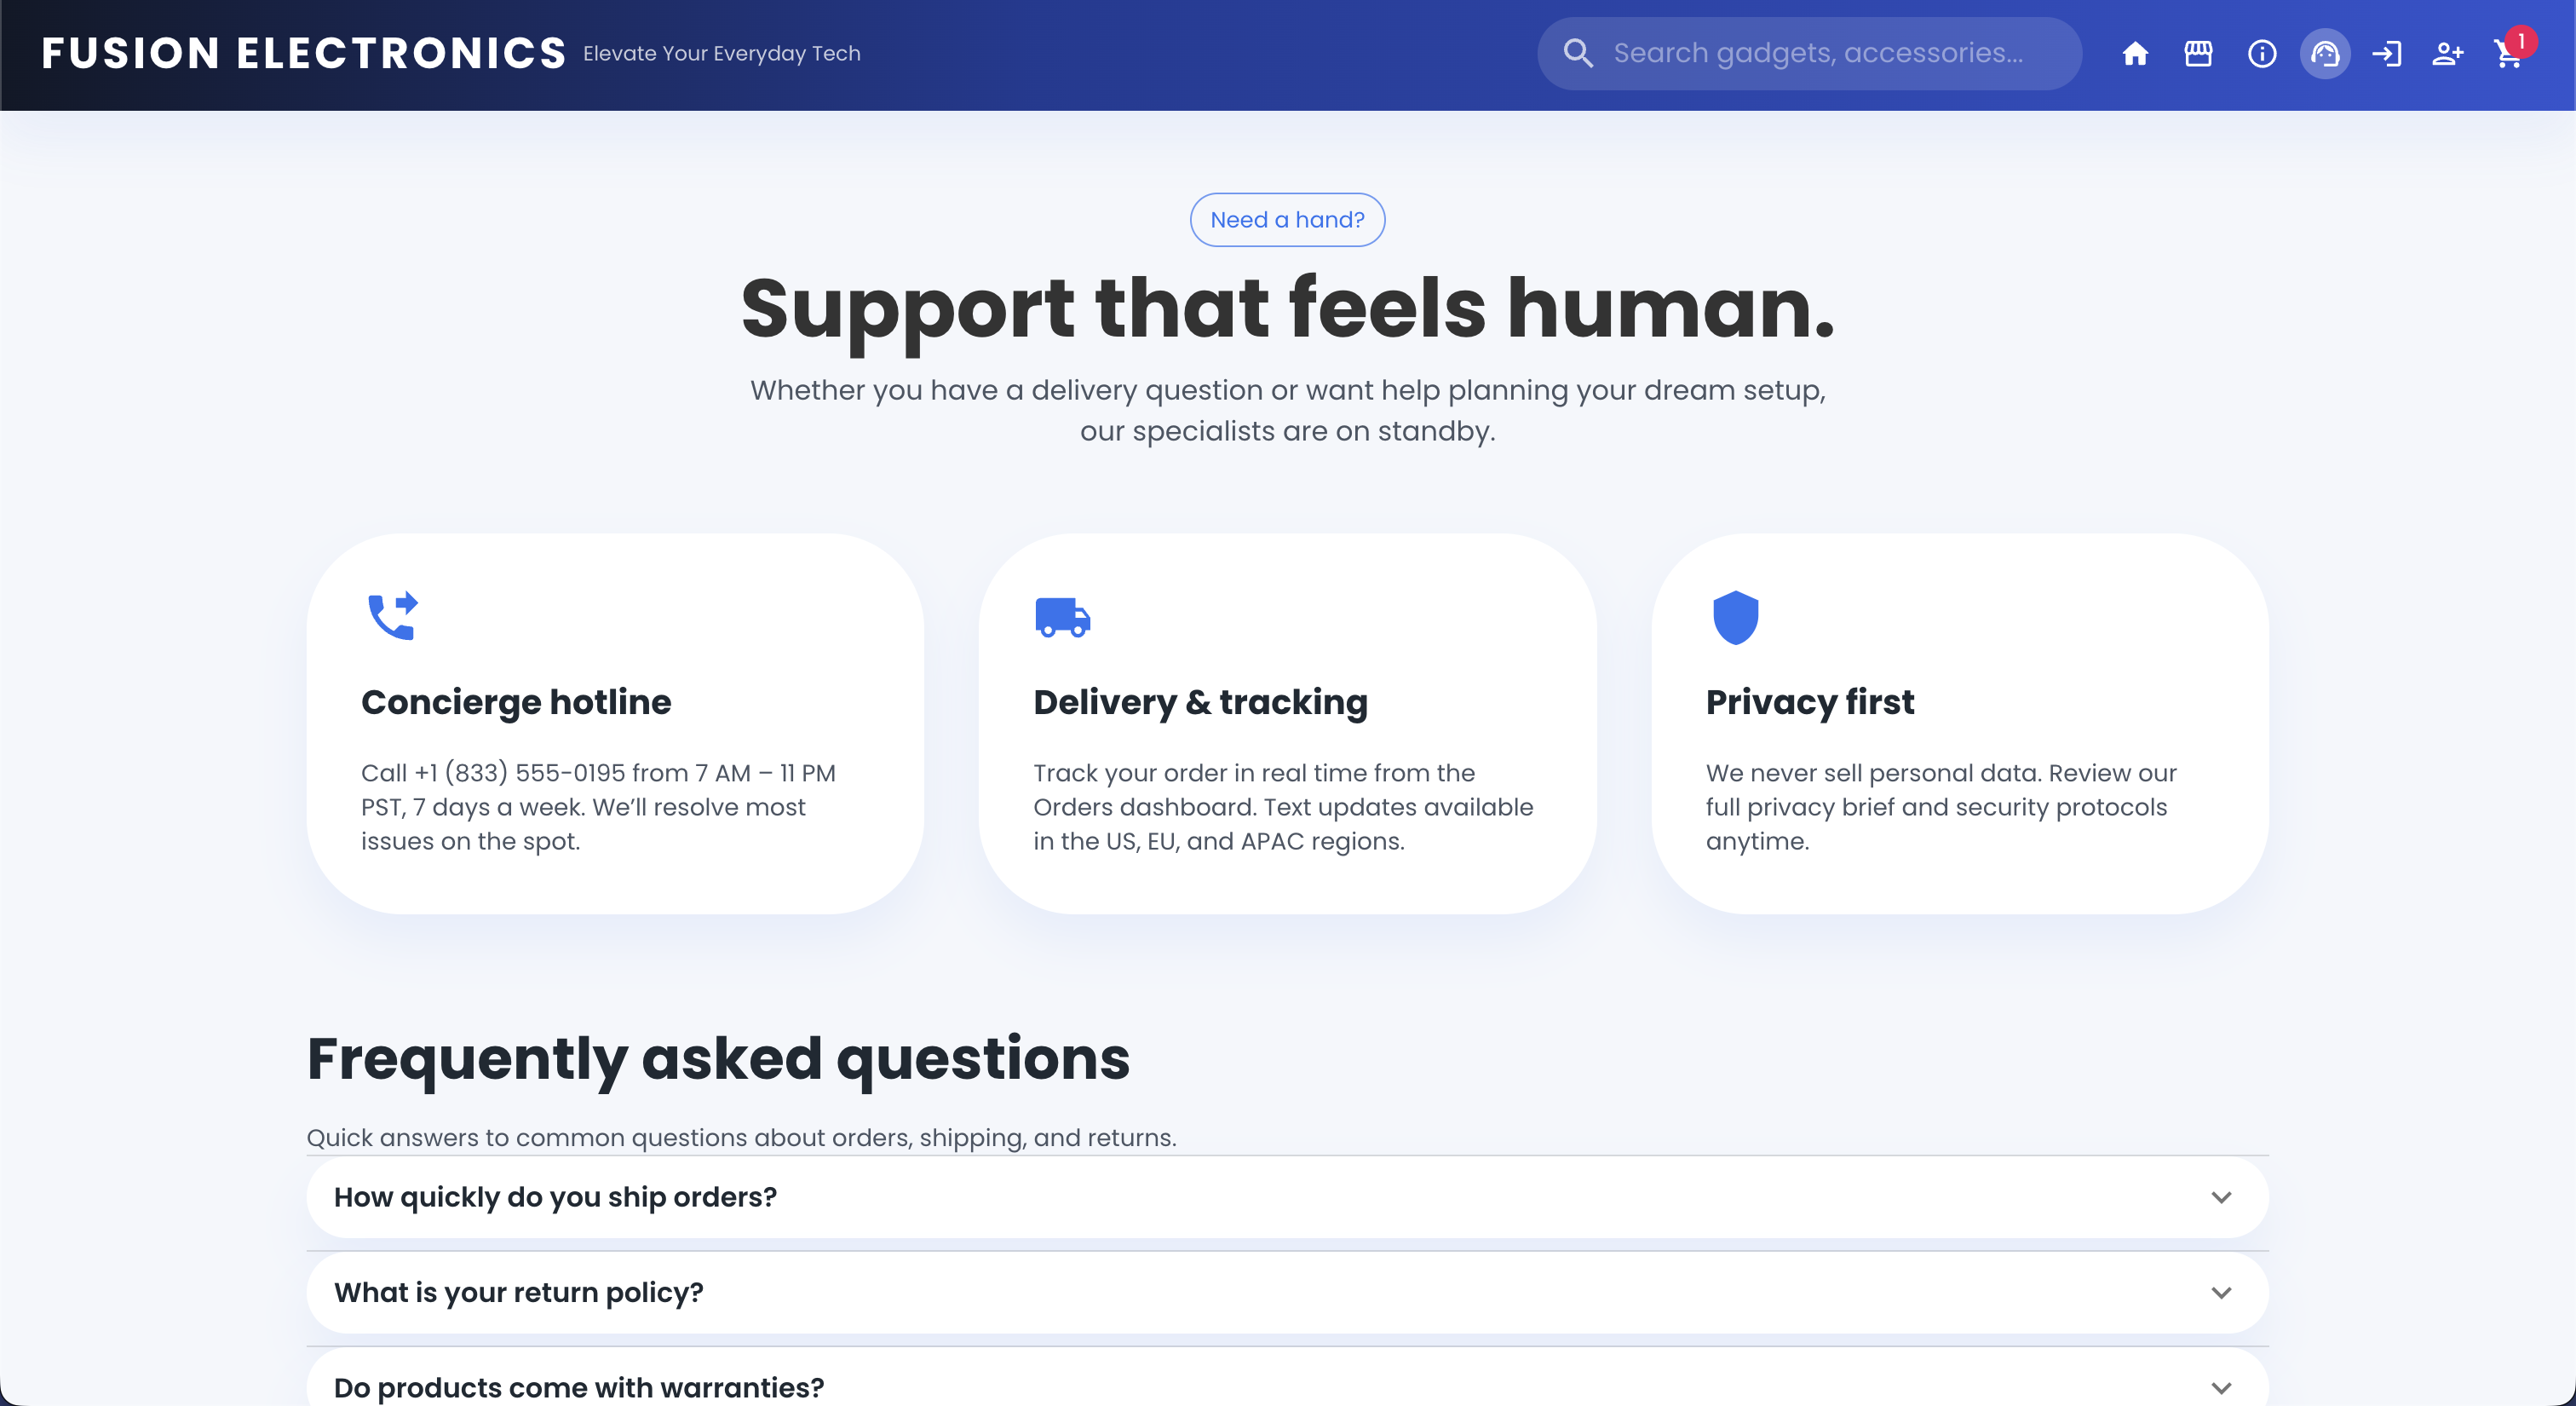 FUSION ELECTRONICS Elevate Your Everyday Tech
Search gadgets, accessories...
1
Need a hand?
Support that feels human.
Whether you have a delivery question or want help planning your dream setup,
our specialists are on standby.
Concierge hotline
Call +1 (833) 555-0195 from 7 AM – 11 PM
PST, 7 days a week. We’ll resolve most
issues on the spot.
Delivery & tracking
Track your order in real time from the
Orders dashboard. Text updates available
in the US, EU, and APAC regions.
Privacy first
We never sell personal data. Review our
full privacy brief and security protocols
anytime.
Frequently asked questions
Quick answers to common questions about orders, shipping, and returns.
How quickly do you ship orders?
What is your return policy?
Do products come with warranties?